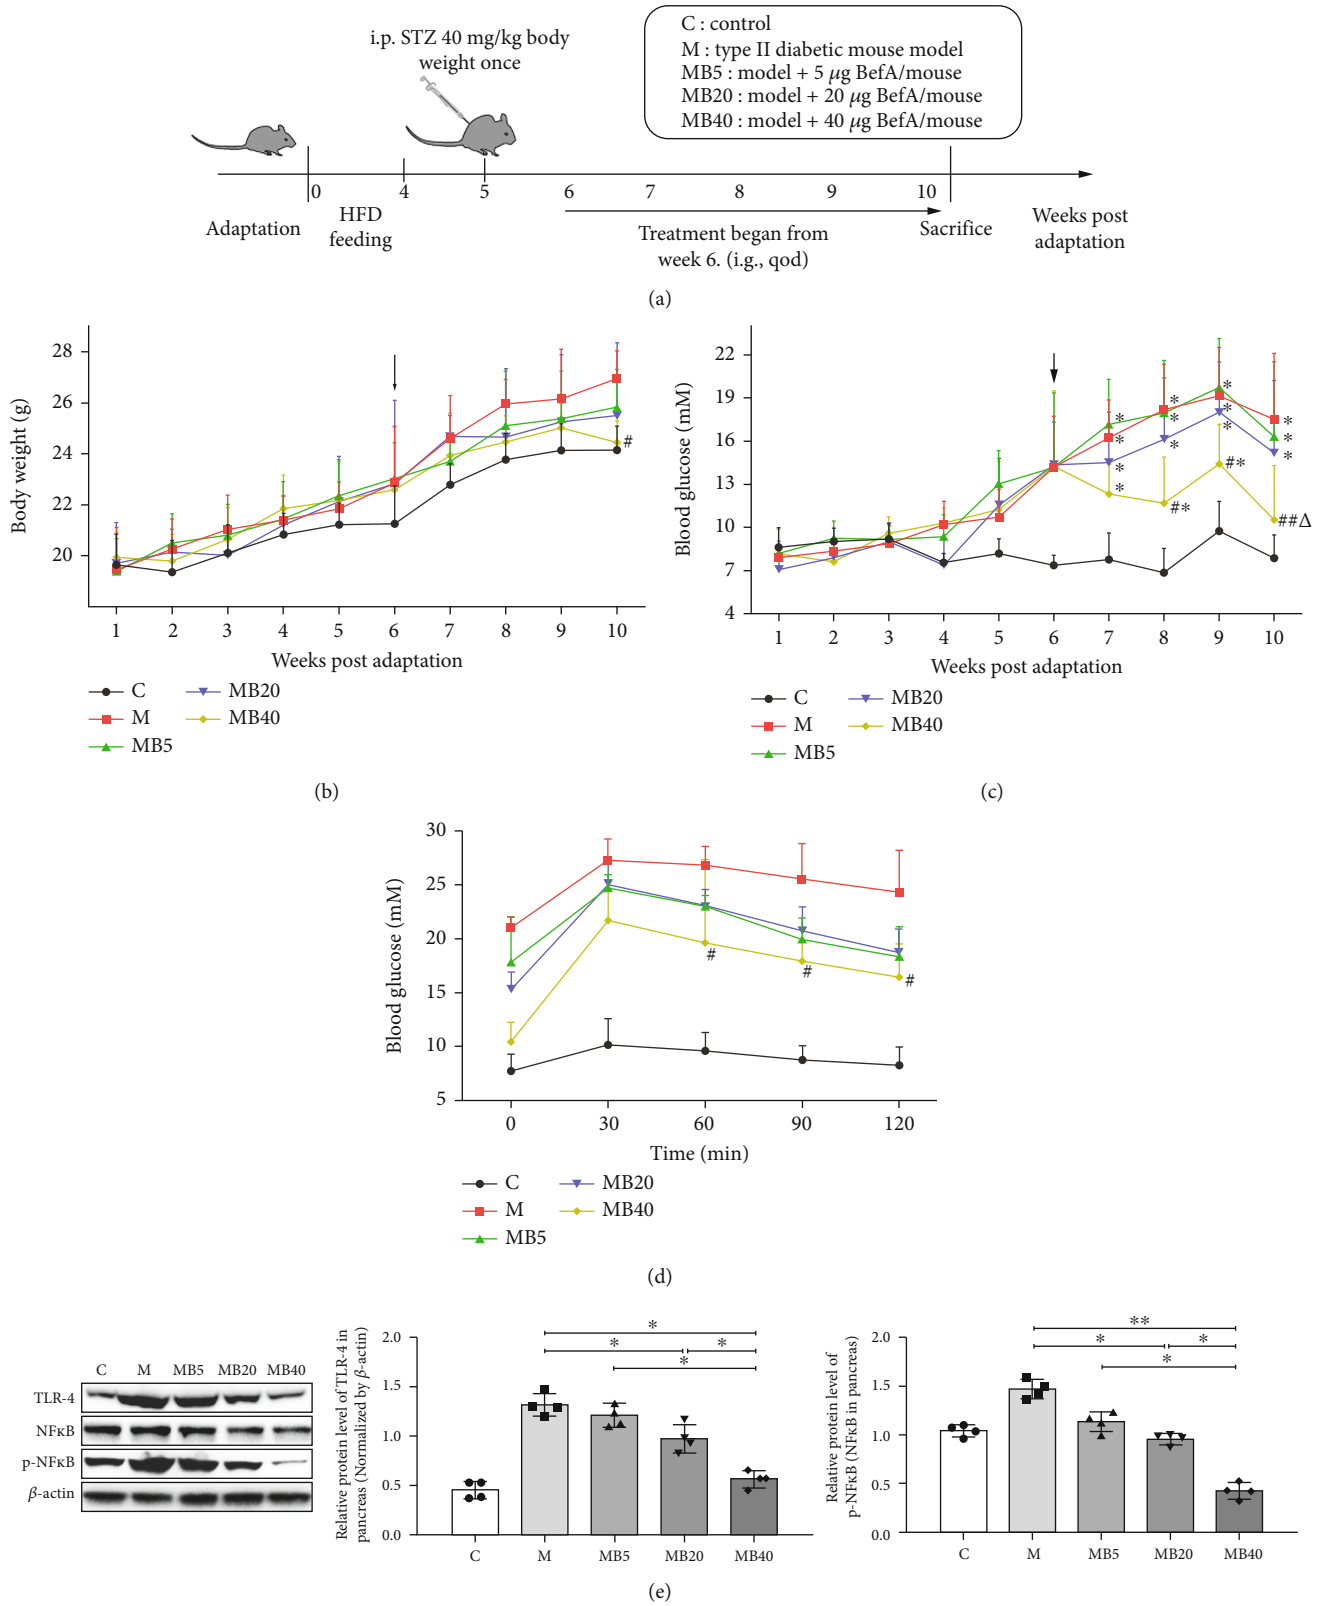 i.p. STZ 40 mg/kg body
weight once
C : control
M : type II diabetic mouse model
MB5 : model + 5 μg BefA/mouse
MB20 : model + 20 μg BefA/mouse
MB40 : model + 40 μg BefA/mouse
0 4 5 6 7 8 9 10
Adaptation
HFD
feeding
Treatment began from
week 6. (i.g., qod)
Sacrifice
Weeks post
adaptation
(a)
Body weight (g)
28
26
24
22
20
#
1 2 3 4 5 6 7 8 9 10
Weeks post adaptation
C
M
MB5
MB20
MB40
(b)
Blood glucose (mM)
22
19
16
13
10
7
4
* * * *
* * *
* * *
* * *
#*
#*
##Δ
1 2 3 4 5 6 7 8 9 10
Weeks post adaptation
C
M
MB5
MB20
MB40
(c)
Blood glucose (mM)
30
25
20
15
10
5
# # #
0 30 60 90 120
Time (min)
C
M
MB5
MB20
MB40
(d)
C M MB5 MB20 MB40
TLR-4
NFκB
p-NFκB
β-actin
Relative protein level of TLR-4 in
pancreas (Normalized by β-actin)
2.0
1.5
1.0
0.5
0.0
*
* *
*
C M MB5 MB20 MB40
Relative protein level of
p-NFκB (NFκB in pancreas)
2.0
1.5
1.0
0.5
0.0
**
* *
*
C M MB5 MB20 MB40
(e)